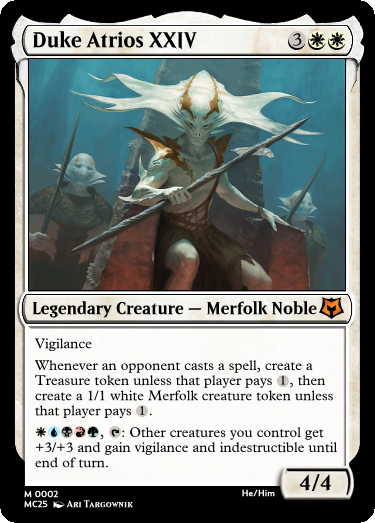 Duke Atrios XXIV 3
Legendary Creature — Merfolk Noble
Vigilance
Whenever an opponent casts a spell, create a
Treasure token unless that player pays 1, then
create a 1/1 white Merfolk creature token unless
that player pays 1.
, : Other creatures you control get
+3/+3 and gain vigilance and indestructible until
end of turn.
4/4
M 0002
MC25 Ari Targownik
He/Him